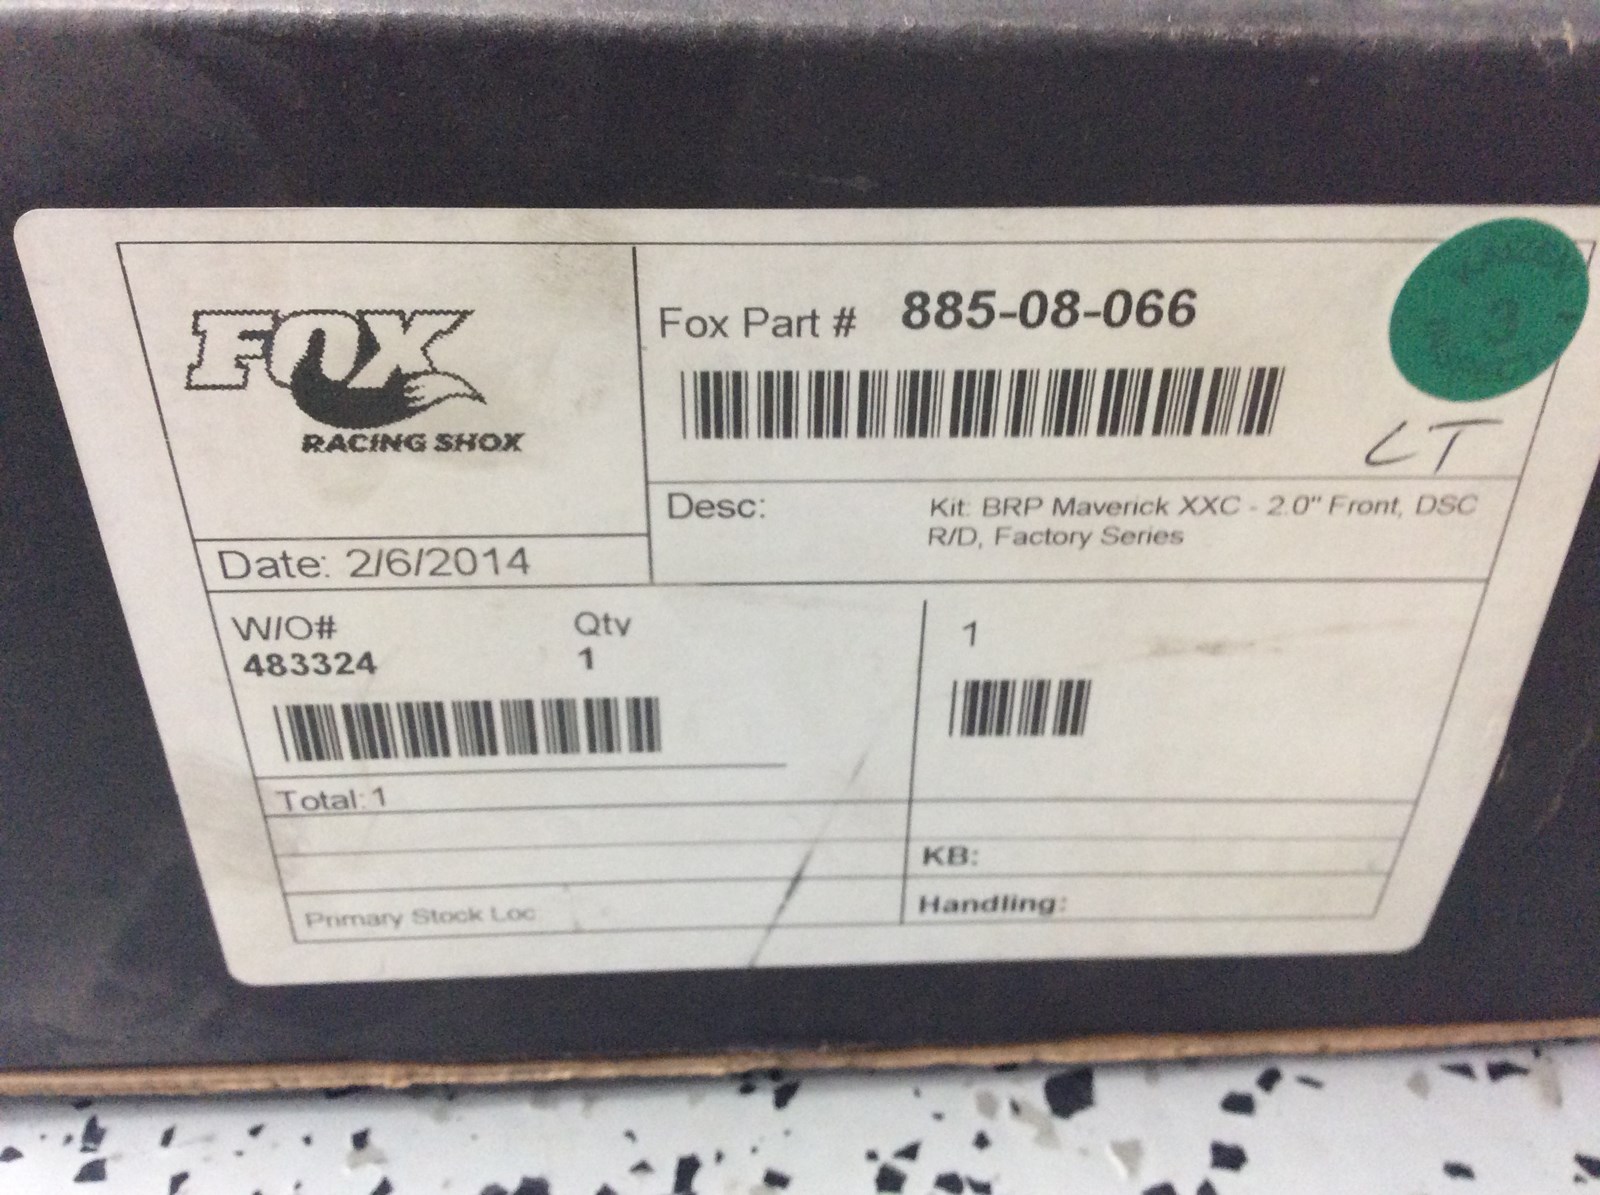 FOX
RACING SHOX
Fox Part # 885-08-066
LT
Desc: Kit: BRP Maverick XXC - 2.0" Front, DSC
R/D, Factory Series
Date: 2/6/2014
W/O# Qty
483324 1
1
Total: 1
KB:
Primary Stock Loc
Handling: